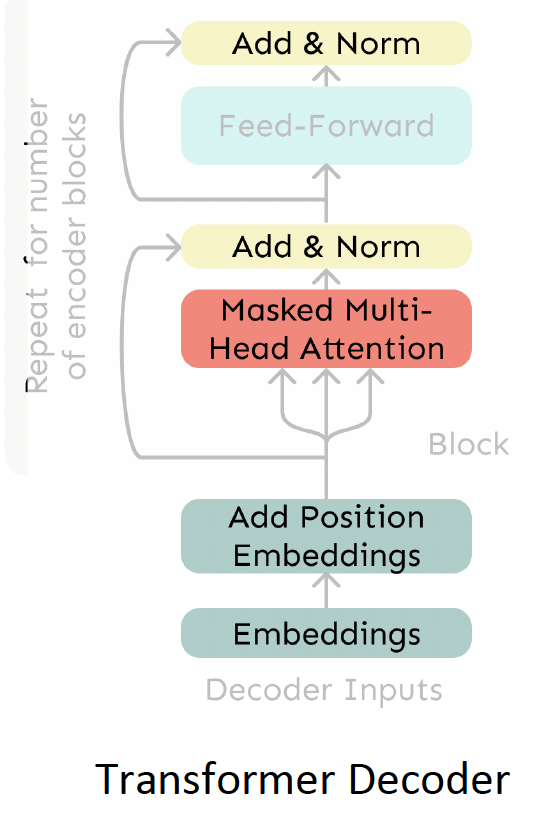 Add & Norm
Feed-Forward
Add & Norm
Masked Multi-
Head Attention
Repeat for number
of encoder blocks
Block
Add Position
Embeddings
Embeddings
Decoder Inputs
Transformer Decoder